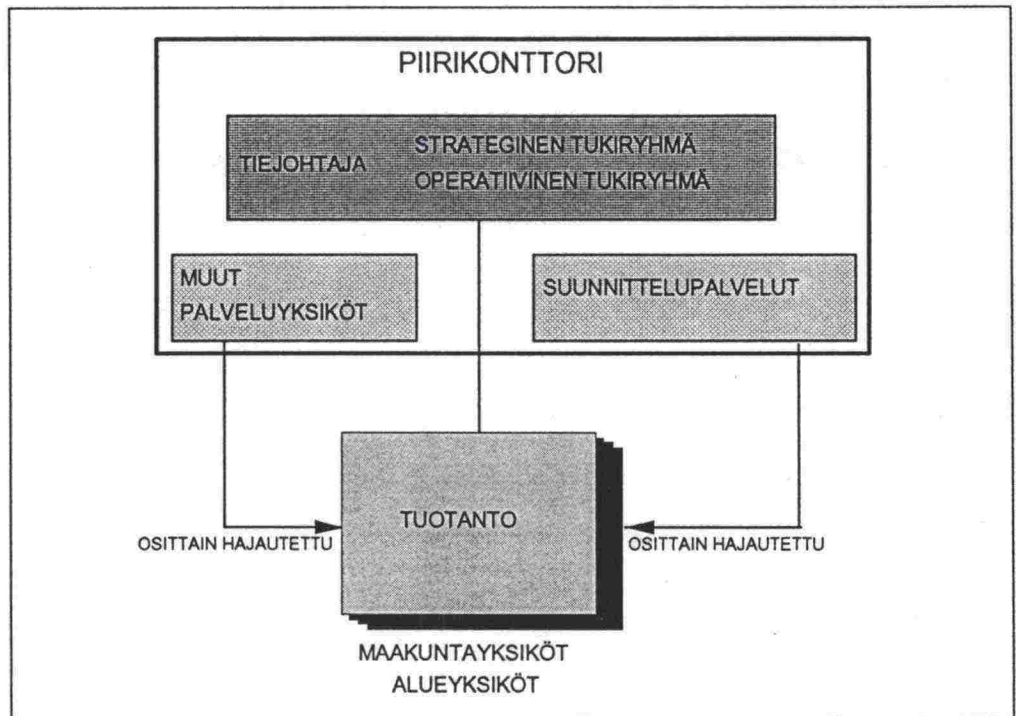 PIIRIKONTTORI
TIEJOHTAJA
STRATEGINEN TUKIRYHMÄ
OPERATIIVINEN TUKIRYHMÄ
MUUT
PALVELUYKSIKÖT
SUUNNITTELUPALVELUT
TUOTANTO
OSITTAIN HAJAUTETTU
OSITTAIN HAJAUTETTU
MAAKUNTAYKSIKÖT
ALUEYKSIKÖT